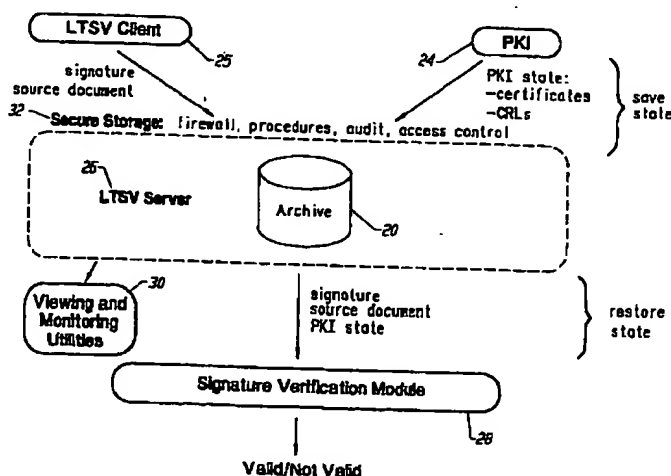 LTSV Client
25
PKI
24
signature
source document
PKI state:
-certificates
-CRLs
save
state
32
Secure Storage: firewall, procedures, audit, access control
26
LTSV Server
Archive
20
30
Viewing and
Monitoring
Utilities
signature
source document
PKI state
restore
state
Signature Verification Module
28
Valid/Not Valid